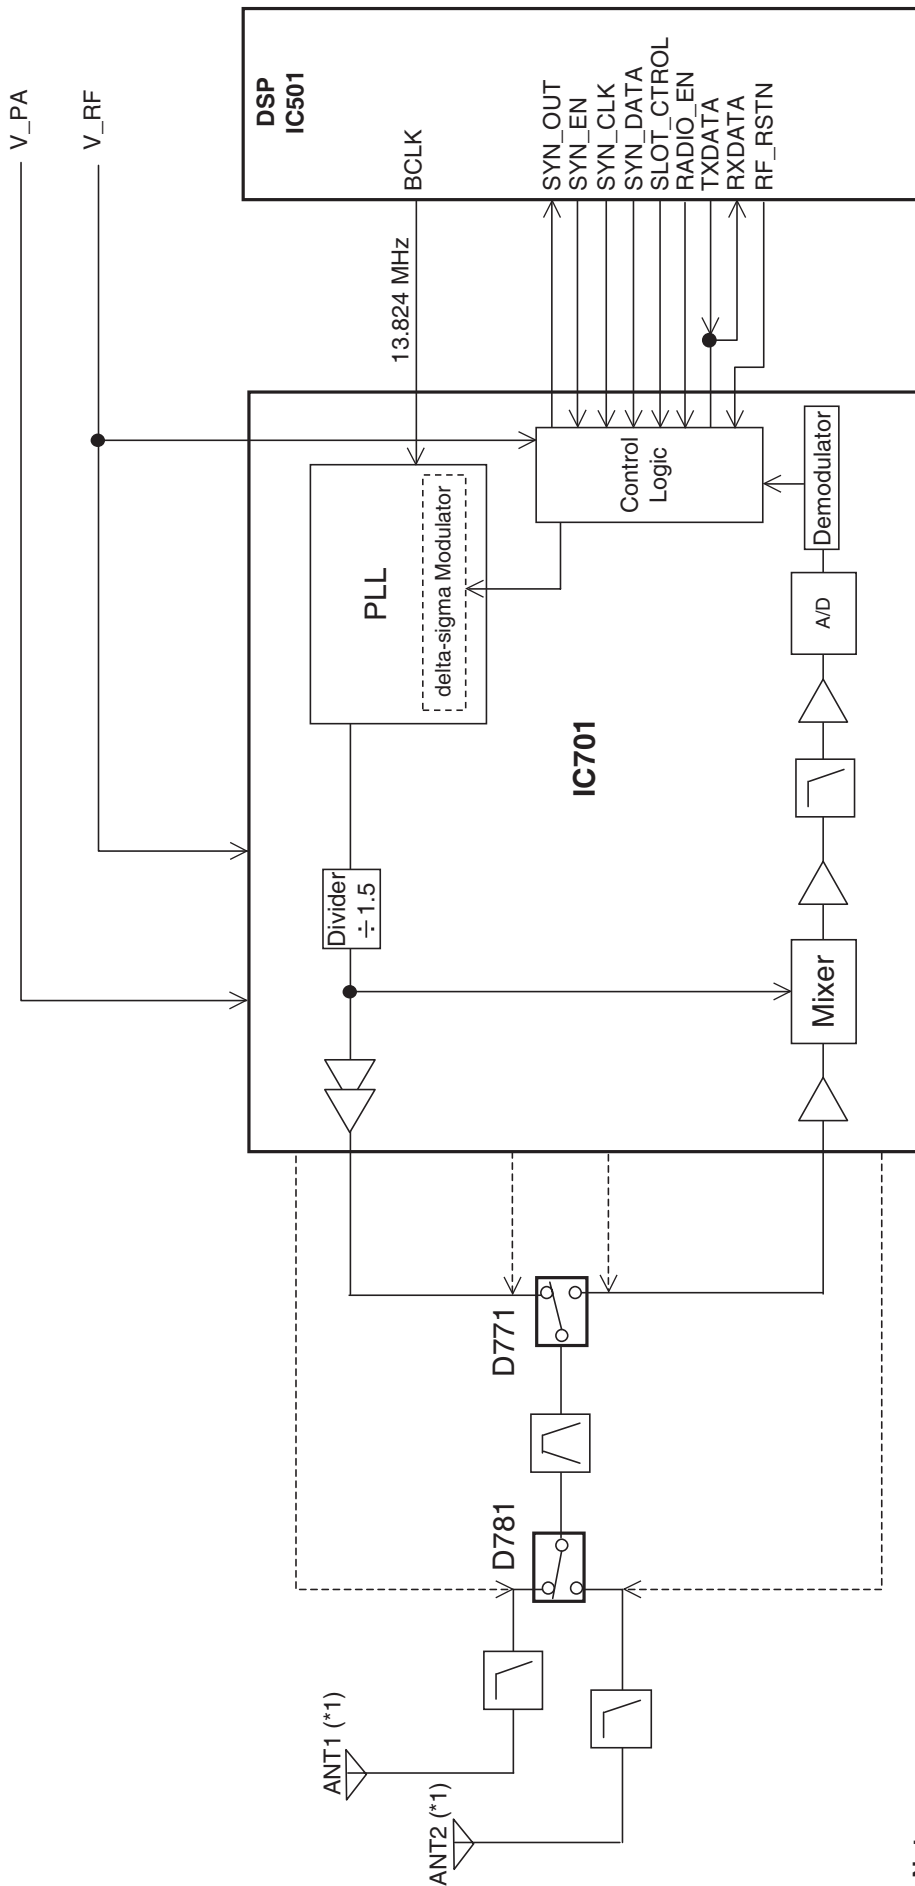 V_PA
V_RF
DSP
IC501
BCLK
13.824 MHz
SYN_OUT
SYN_EN
SYN_CLK
SYN_DATA
SLOT_CTROL
RADIO_EN
TXDATA
RXDATA
RF_RSTN
PLL
delta-sigma Modulator
Control
Logic
Demodulator
A/D
IC701
Divider
÷ 1.5
Mixer
D771
D781
ANT1 (*1)
ANT2 (*1)